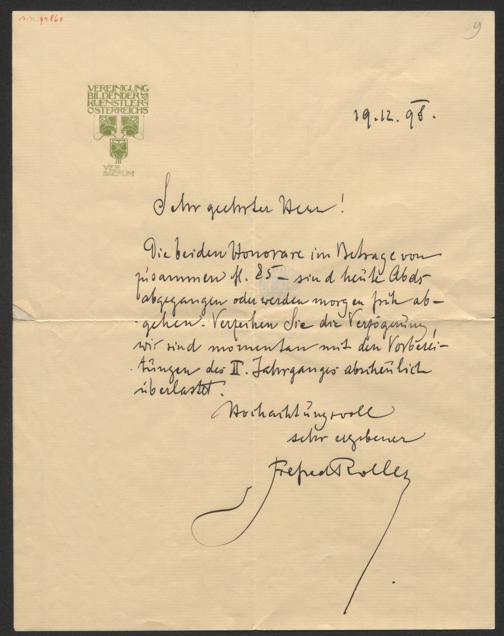 9
VEREINIGUNG
BILDENDER
KUENSTLER
ÖSTERREICHS
VER
SACRUM
19.12.98.
Sehr geehrter Herr!
Die beiden Honorare im Betrage von
zusammen fl. 85 – sind heute Abds
abgegangen oder werden morgen früh ab-
gehen. Verzeihen Sie die Verzögerung,
wir sind momentan mit den Vorberei-
tungen des II. Jahrganges abscheulich
überlastet.
Hochachtungsvoll
sehr ergebener
Alfred Roller